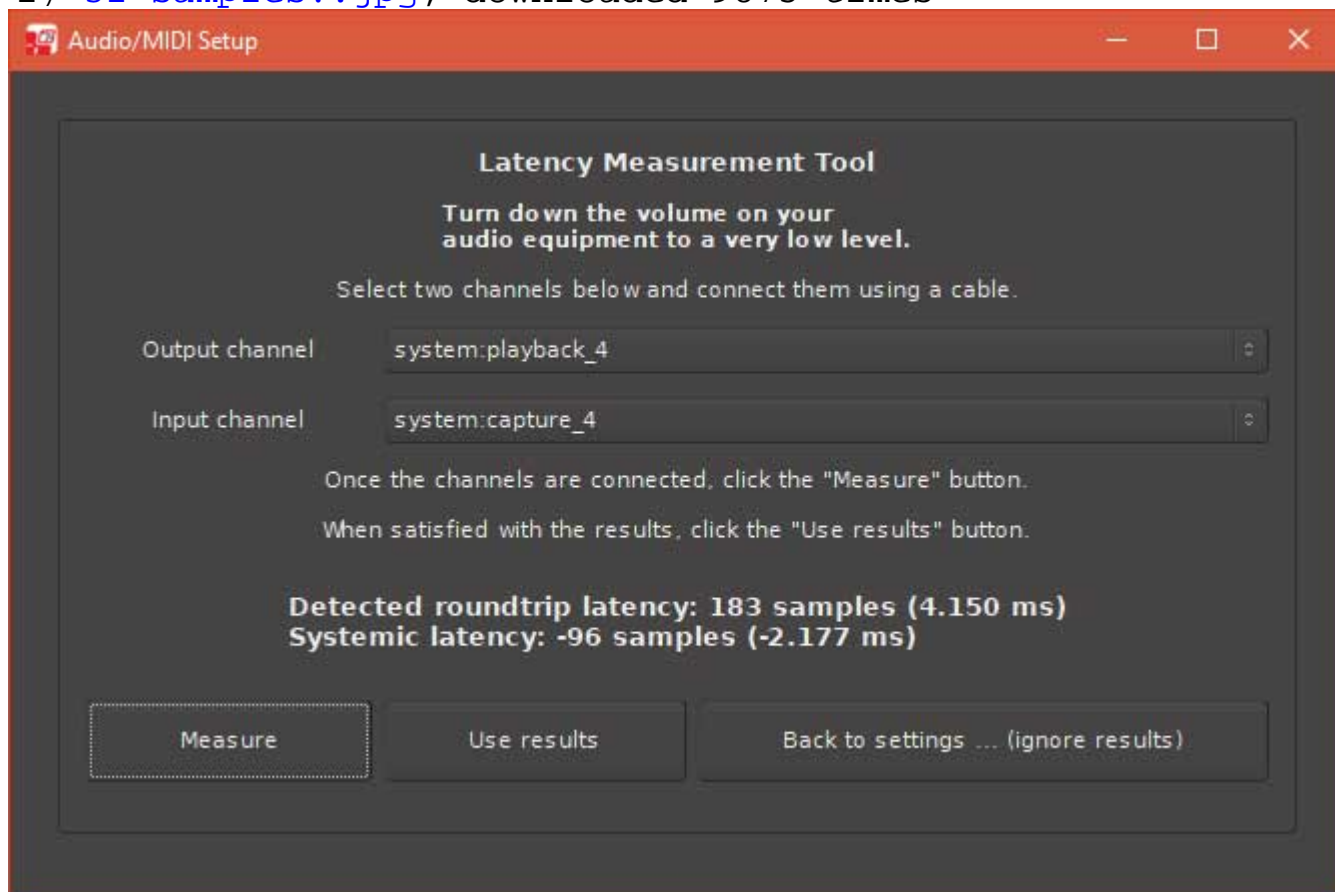 downloaded times
Audio/MIDI Setup
Latency Measurement Tool
Turn down the volume on your
audio equipment to a very low level.
Select two channels below and connect them using a cable.
Output channel system:playback_4
Input channel system:capture_4
Once the channels are connected, click the "Measure" button.
When satisfied with the results, click the "Use results" button.
Detected roundtrip latency: 183 samples (4.150 ms)
Systemic latency: -96 samples (-2.177 ms)
Measure Use results Back to settings ... (ignore results)